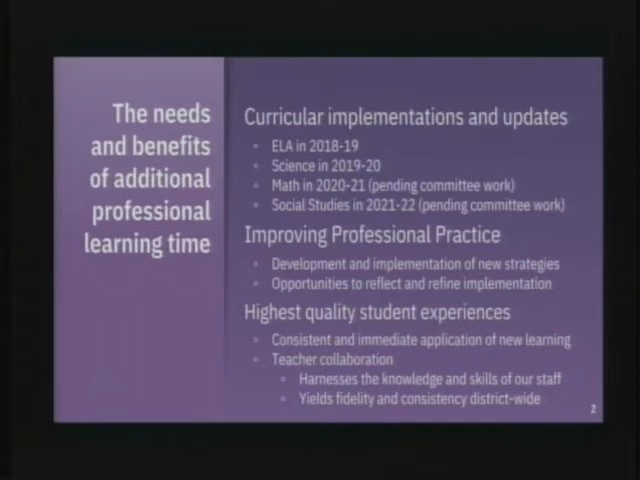 The needs
and benefits
of additional
professional
learning time
Curricular implementations and updates
ELA in 2018-19
Science in 2019-20
Math in 2020-21 (pending committee work)
Social Studies in 2021-22 (pending committee work)
Improving Professional Practice
Development and implementation of new strategies
Opportunities to reflect and refine implementation
Highest quality student experiences
Consistent and immediate application of new learning
Teacher collaboration
Harnesses the knowledge and skills of our staff
Yields fidelity and consistency district-wide
2